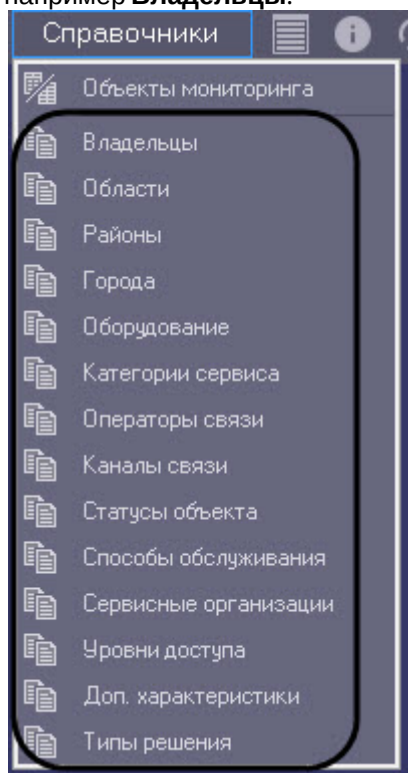 например Владельцы.
Справочники
Объекты мониторинга
Владельцы
Области
Районы
Города
Оборудование
Категории сервиса
Операторы связи
Каналы связи
Статусы объекта
Способы обслуживания
Сервисные организации
Уровни доступа
Доп. характеристики
Типы решения